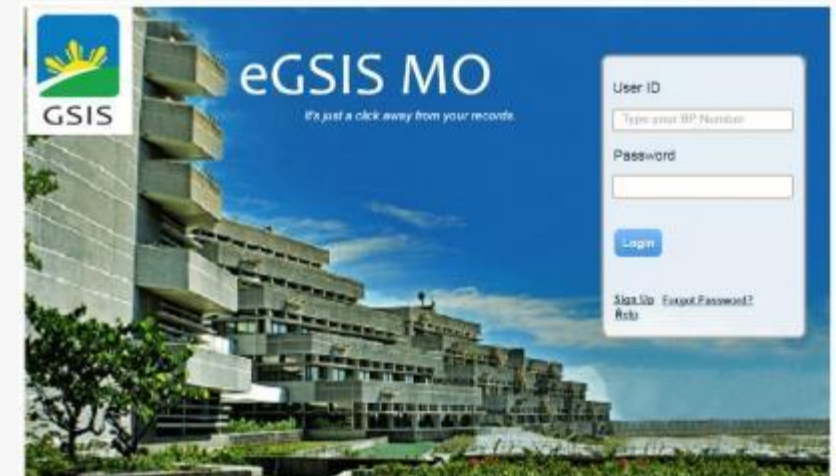 GSIS
eGSIS MO
It's just a click away from your records.
User ID
Type your BP Number
Password
Login
Sign Up Forgot Password?
Help